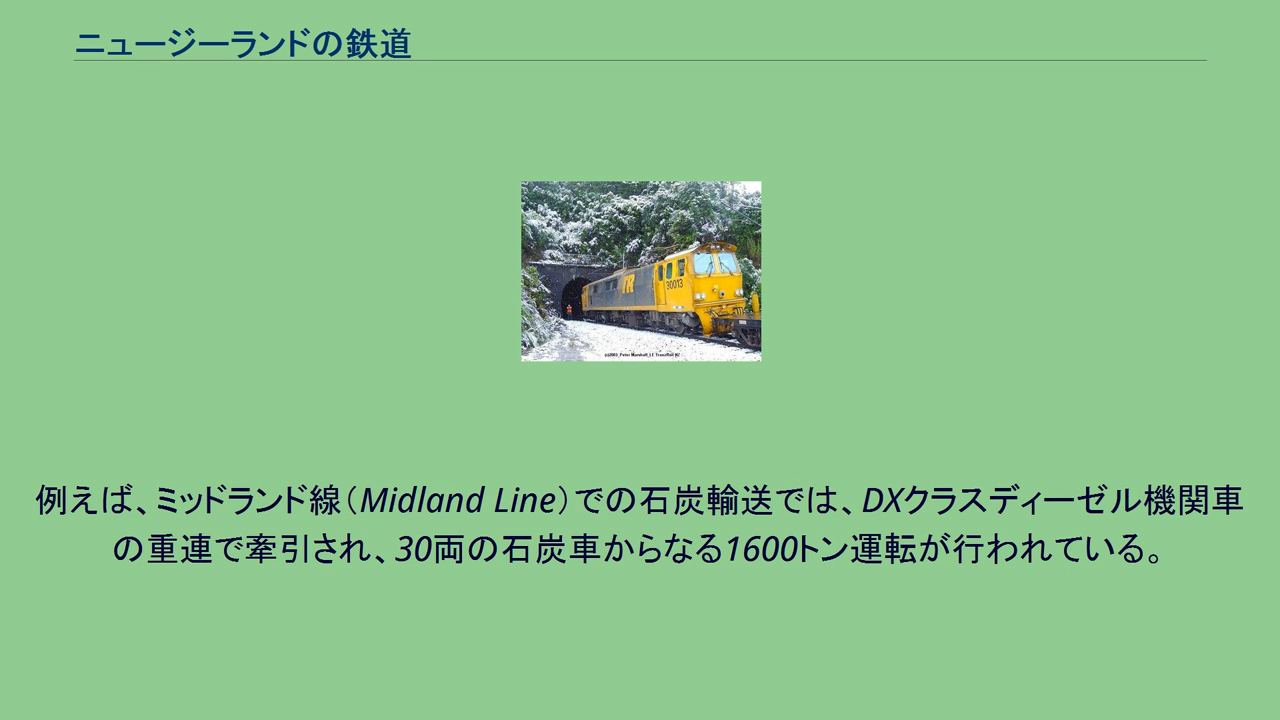 ニュージーランドの鉄道
30013
例えば、ミッドランド線（Midland Line）での石炭輸送では、DXクラスディーゼル機関車
の重連で牽引され、30両の石炭車からなる1600トン運転が行われている。